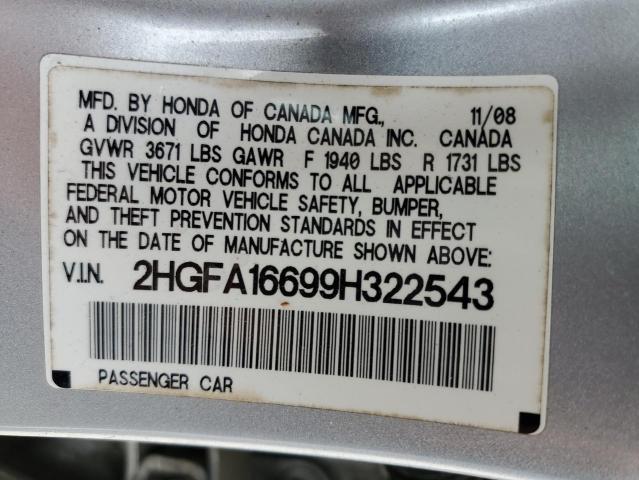 MFD. BY HONDA OF CANADA MFG., 11/08
A DIVISION OF HONDA CANADA INC. CANADA
GVWR 3671 LBS GAWR F 1940 LBS R 1731 LBS
THIS VEHICLE CONFORMS TO ALL APPLICABLE
FEDERAL MOTOR VEHICLE SAFETY, BUMPER,
AND THEFT PREVENTION STANDARDS IN EFFECT
ON THE DATE OF MANUFACTURE SHOWN ABOVE:
V.I.N. 2HGFA16699H322543
PASSENGER CAR